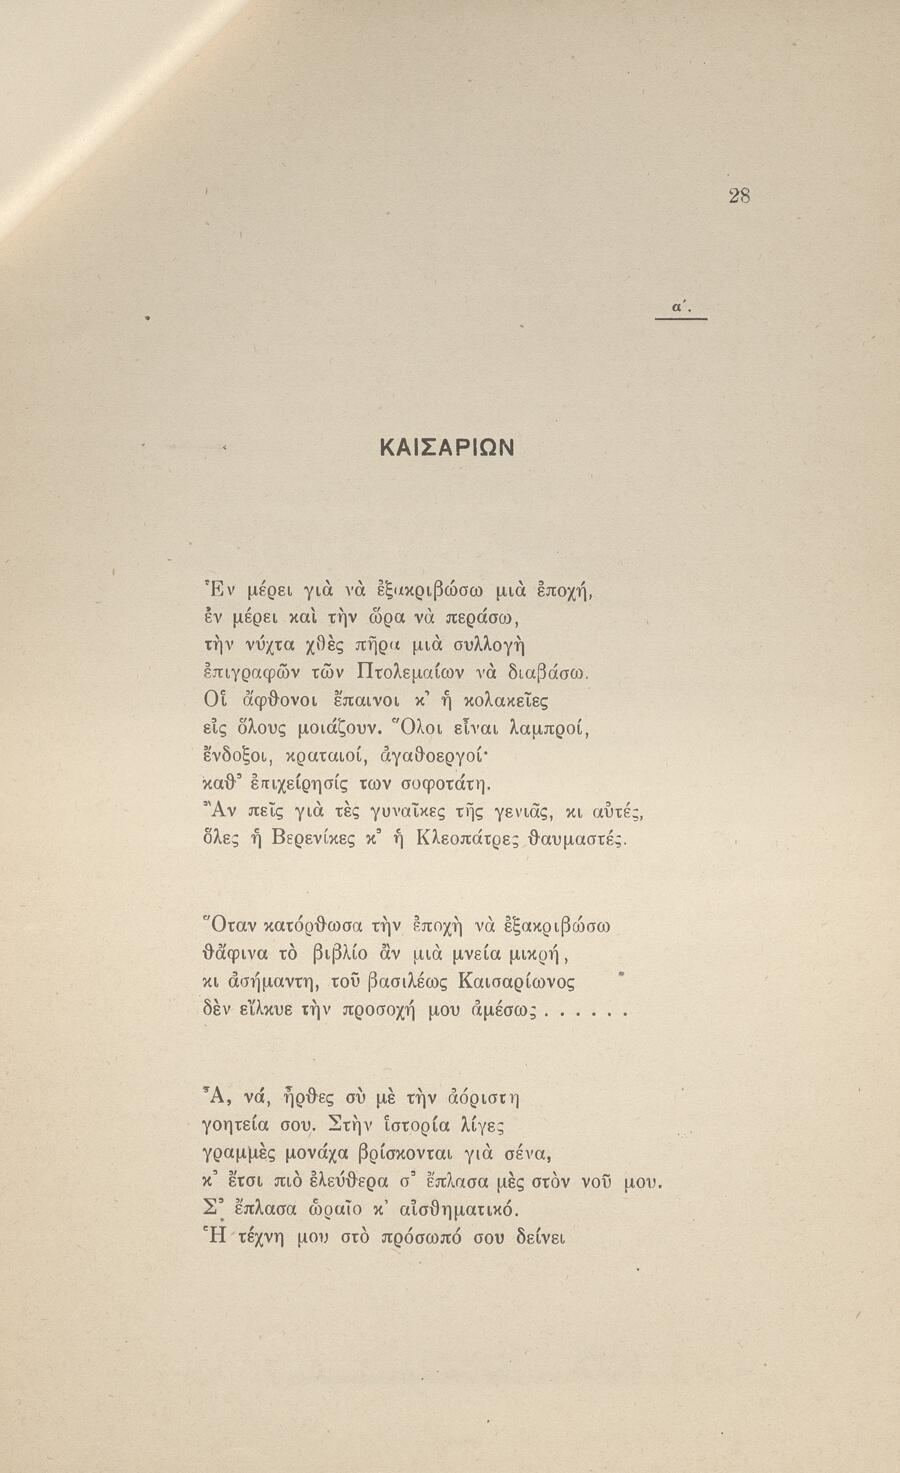 28
α΄.
ΚΑΙΣΑΡΙΩΝ
Ἐν μέρει γιὰ νὰ ἐξακριβώσω μιὰ ἐποχή,
ἐν μέρει καὶ τὴν ὥρα νὰ περάσω,
τὴν νύχτα χθὲς πῆρα μιὰ συλλογὴ
ἐπιγραφῶν τῶν Πτολεμαίων νὰ διαβάσω.
Οἱ ἄφθονοι ἔπαινοι κ' ἡ κολακεῖες
εἰς ὅλους μοιάζουν. Ὅλοι εἶναι λαμπροί,
ἔνδοξοι, κραταιοί, ἀγαθοεργοί·
καθ' ἐπιχείρησίς των σοφοτάτη.
Ἂν πεῖς γιὰ τὲς γυναῖκες τῆς γενιᾶς, κι αὐτές,
ὅλες ἡ Βερενίκες κ' ἡ Κλεοπάτρες θαυμαστές.
Ὅταν κατόρθωσα τὴν ἐποχὴ νὰ ἐξακριβώσω
θἄφινα τὸ βιβλίο ἂν μιὰ μνεία μικρή,
κι ἀσήμαντη, τοῦ βασιλέως Καισαρίωνος
δὲν εἵλκυε τὴν προσοχή μου ἀμέσως . . . . . .
Ἆ, νά, ἦρθες σὺ μὲ τὴν ἀόριστη
γοητεία σου. Στὴν ἱστορία λίγες
γραμμὲς μονάχα βρίσκονται γιὰ σένα,
κ' ἔτσι πιὸ ἐλεύθερα σ' ἔπλασα μὲς στὸν νοῦ μου.
Σ' ἔπλασα ὡραῖο κ' αἰσθηματικό.
Ἡ τέχνη μου στὸ πρόσωπό σου δείνει